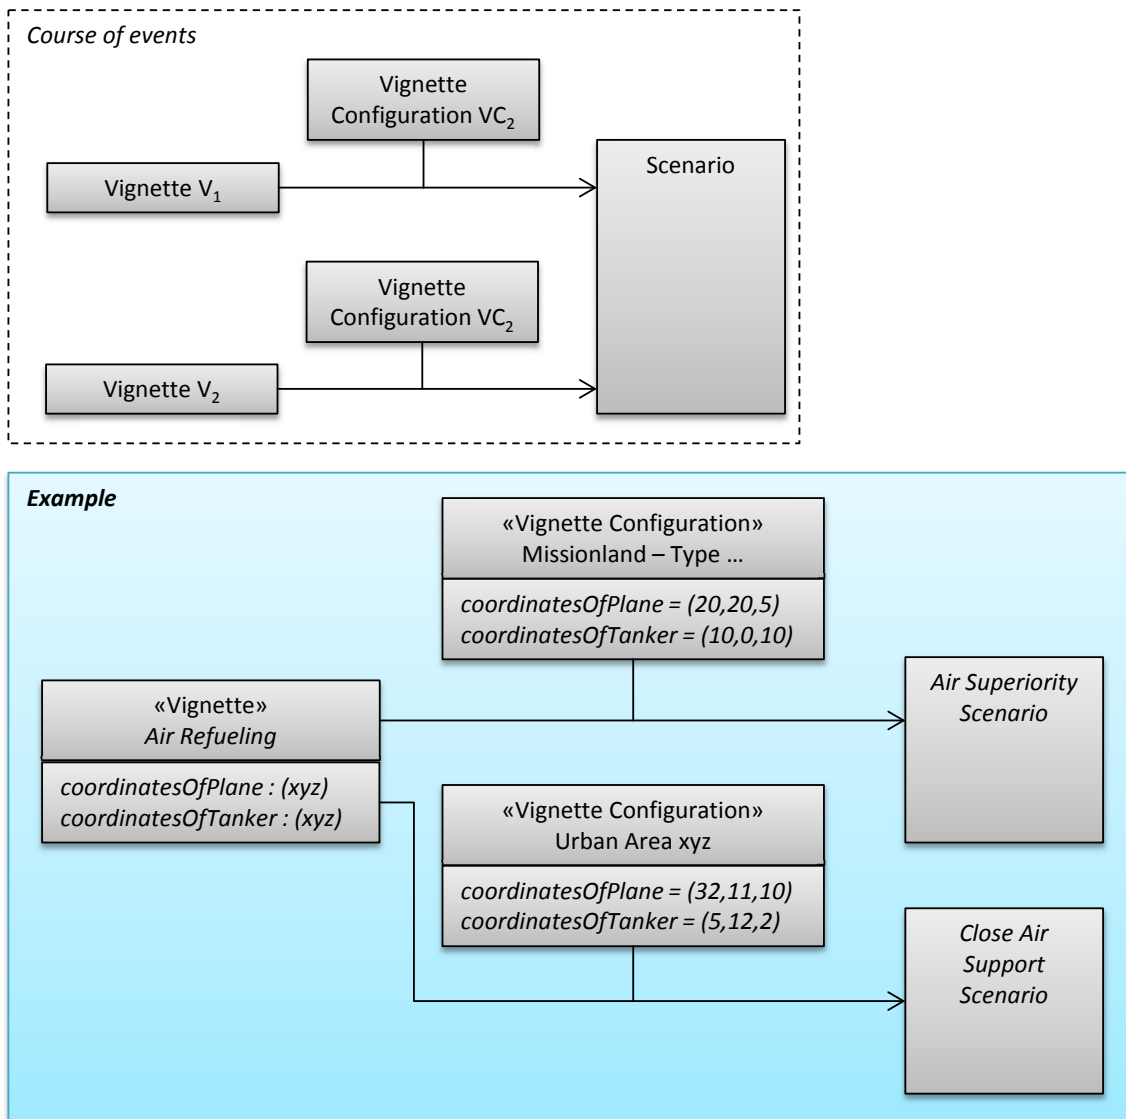 Course of events
Vignette
Configuration VC₂
Vignette V₁
Scenario
Vignette
Configuration VC₂
Vignette V₂
Example
«Vignette Configuration»
Missionland – Type ...
coordinatesOfPlane = (20,20,5)
coordinatesOfTanker = (10,0,10)
«Vignette»
Air Refueling
coordinatesOfPlane : (xyz)
coordinatesOfTanker : (xyz)
Air Superiority
Scenario
«Vignette Configuration»
Urban Area xyz
coordinatesOfPlane = (32,11,10)
coordinatesOfTanker = (5,12,2)
Close Air
Support
Scenario